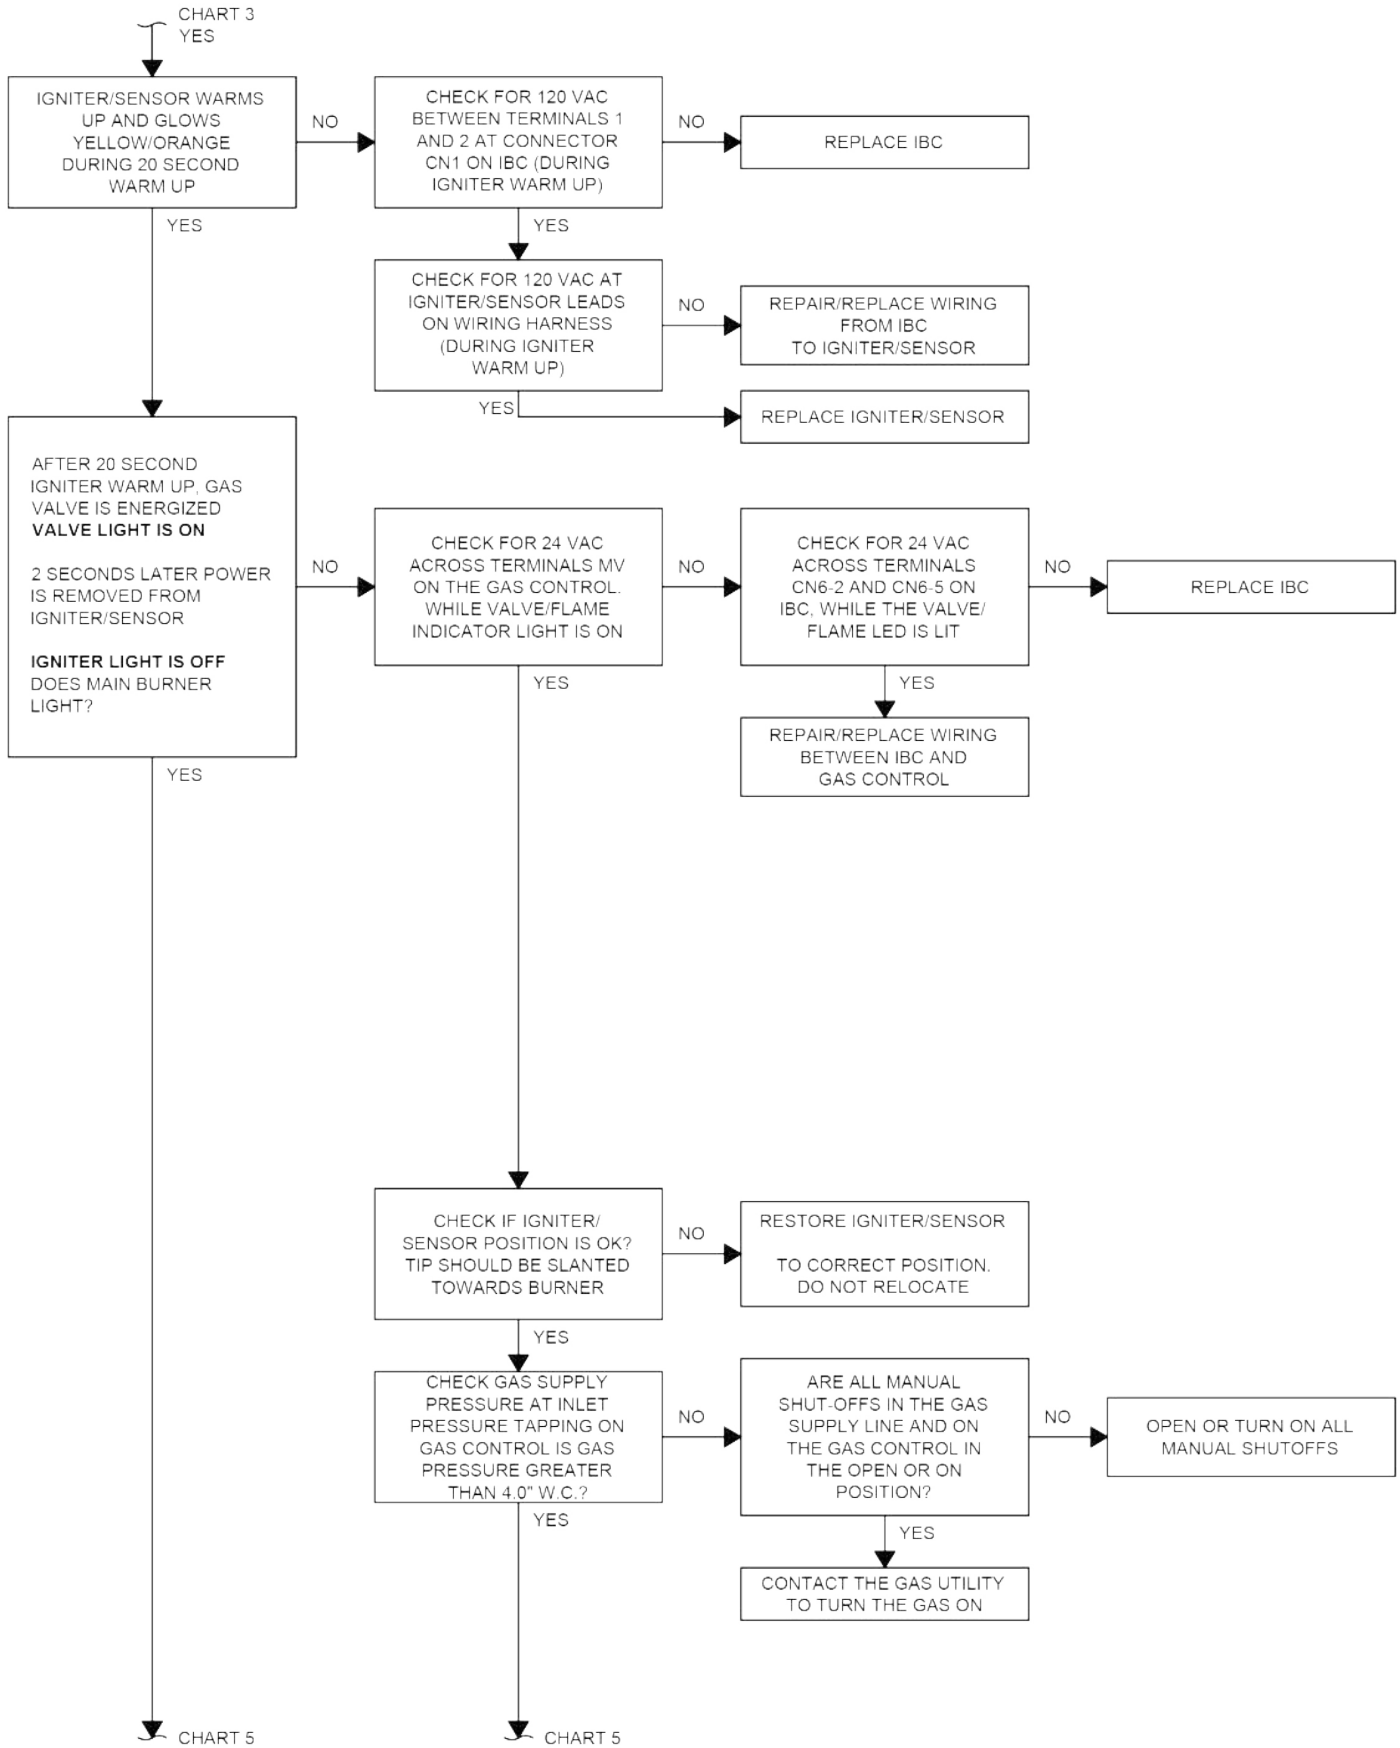 CHART 3
YES
IGNITER/SENSOR WARMS
UP AND GLOWS
YELLOW/ORANGE
DURING 20 SECOND
WARM UP
NO
CHECK FOR 120 VAC
BETWEEN TERMINALS 1
AND 2 AT CONNECTOR
CN1 ON IBC (DURING
IGNITER WARM UP)
NO
REPLACE IBC
YES
YES
CHECK FOR 120 VAC AT
IGNITER/SENSOR LEADS
ON WIRING HARNESS
(DURING IGNITER
WARM UP)
NO
REPAIR/REPLACE WIRING
FROM IBC
TO IGNITER/SENSOR
YES
REPLACE IGNITER/SENSOR
AFTER 20 SECOND
IGNITER WARM UP, GAS
VALVE IS ENERGIZED
VALVE LIGHT IS ON
2 SECONDS LATER POWER
IS REMOVED FROM
IGNITER/SENSOR
IGNITER LIGHT IS OFF
DOES MAIN BURNER
LIGHT?
NO
CHECK FOR 24 VAC
ACROSS TERMINALS MV
ON THE GAS CONTROL.
WHILE VALVE/FLAME
INDICATOR LIGHT IS ON
NO
CHECK FOR 24 VAC
ACROSS TERMINALS
CN6-2 AND CN6-5 ON
IBC, WHILE THE VALVE/
FLAME LED IS LIT
NO
REPLACE IBC
YES
YES
REPAIR/REPLACE WIRING
BETWEEN IBC AND
GAS CONTROL
YES
CHECK IF IGNITER/
SENSOR POSITION IS OK?
TIP SHOULD BE SLANTED
TOWARDS BURNER
NO
RESTORE IGNITER/SENSOR
TO CORRECT POSITION.
DO NOT RELOCATE
YES
CHECK GAS SUPPLY
PRESSURE AT INLET
PRESSURE TAPPING ON
GAS CONTROL IS GAS
PRESSURE GREATER
THAN 4.0" W.C.?
NO
ARE ALL MANUAL
SHUT-OFFS IN THE GAS
SUPPLY LINE AND ON
THE GAS CONTROL IN
THE OPEN OR ON
POSITION?
NO
OPEN OR TURN ON ALL
MANUAL SHUTOFFS
YES
YES
CONTACT THE GAS UTILITY
TO TURN THE GAS ON
CHART 5
CHART 5